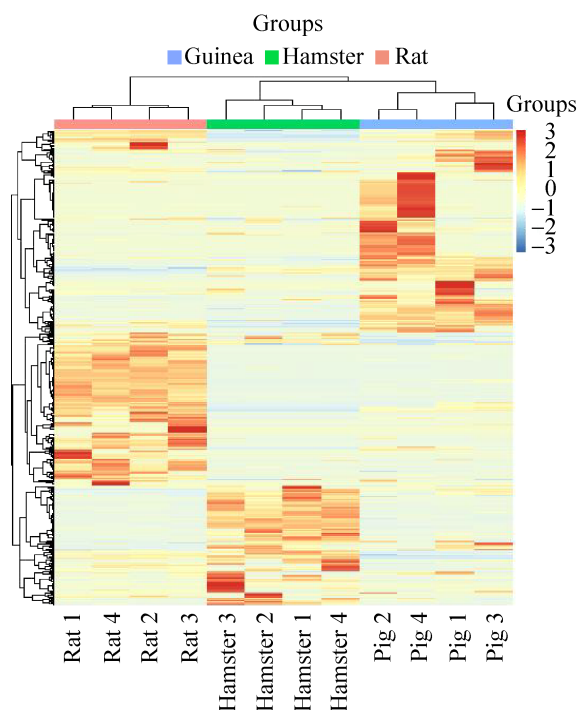 Groups
Guinea Hamster Rat
Groups
3
2
1
0
−1
−2
−3
Rat 1
Rat 4
Rat 2
Rat 3
Hamster 3
Hamster 2
Hamster 1
Hamster 4
Pig 2
Pig 4
Pig 1
Pig 3